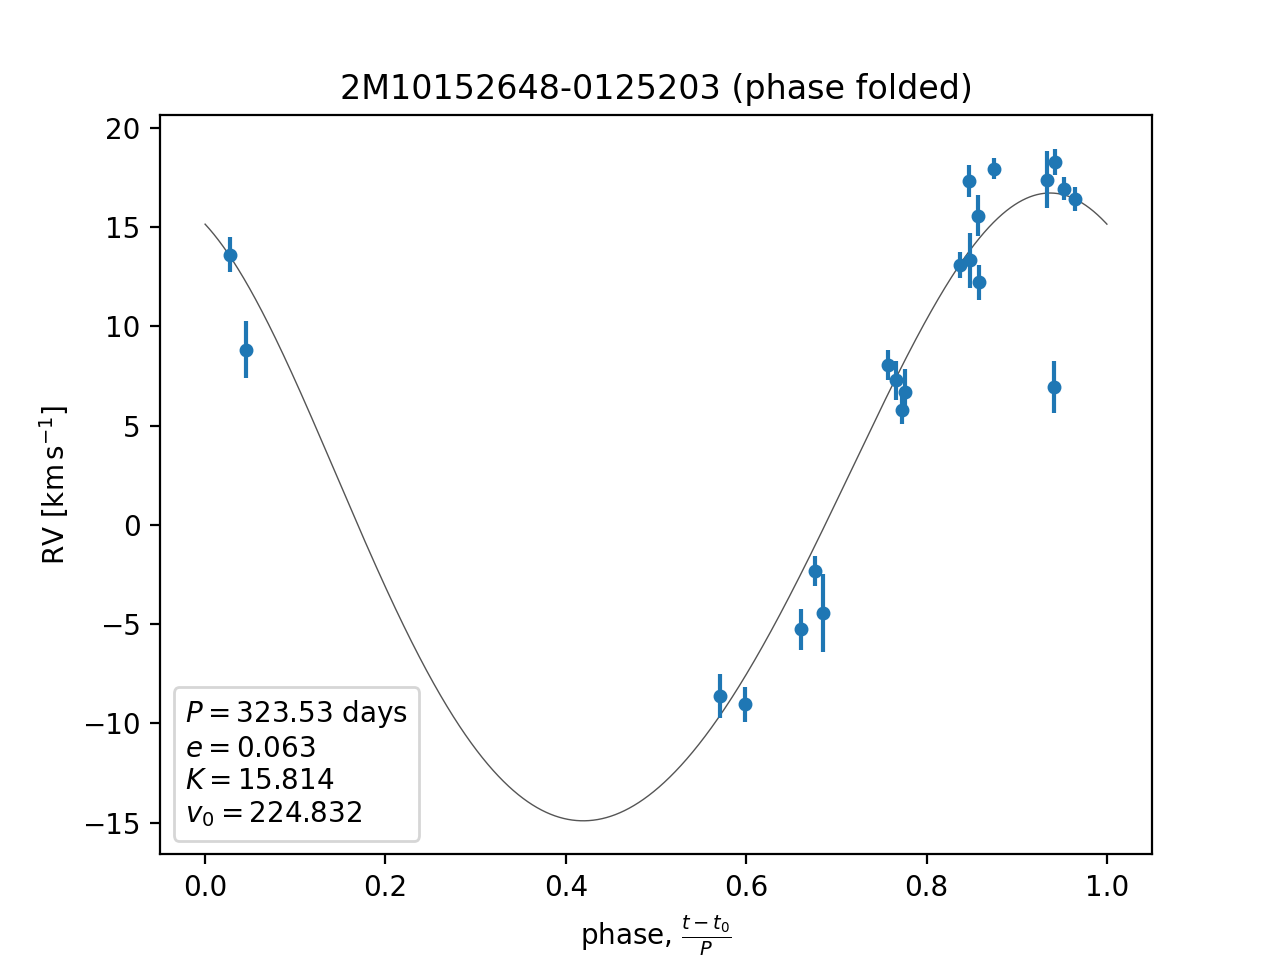 2M10152648-0125203 (phase folded)
20
15
10
5
0
−5
−10
−15
RV [km s⁻¹]
P = 323.53 days
e = 0.063
K = 15.814
v₀ = 224.832
0.0 0.2 0.4 0.6 0.8 1.0
phase, (t − t₀)/P